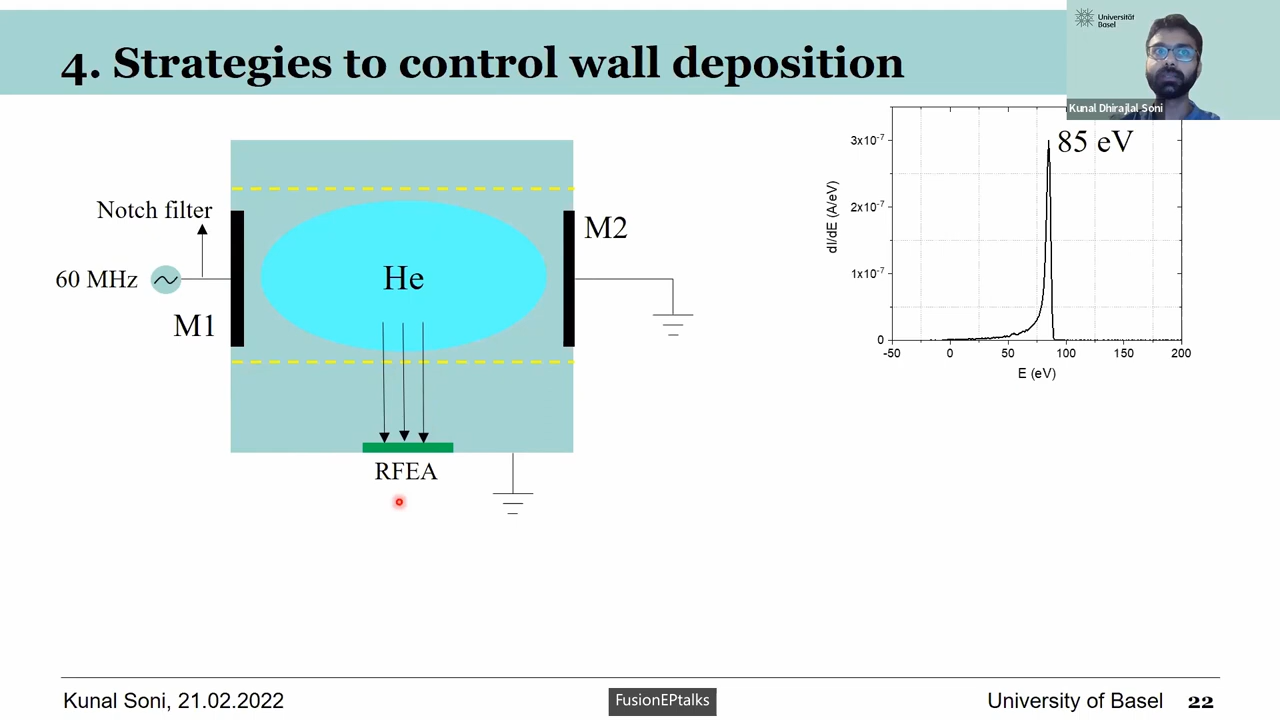 4. Strategies to control wall deposition
Universität
Basel
Kunal Dhirajlal Soni
Notch filter
60 MHz
M1
He
M2
RFEA
85 eV
3x10⁻⁷
2x10⁻⁷
1x10⁻⁷
0
dI/dE (A/eV)
-50 0 50 100 150 200
E (eV)
Kunal Soni, 21.02.2022
FusionEPtalks
University of Basel 22